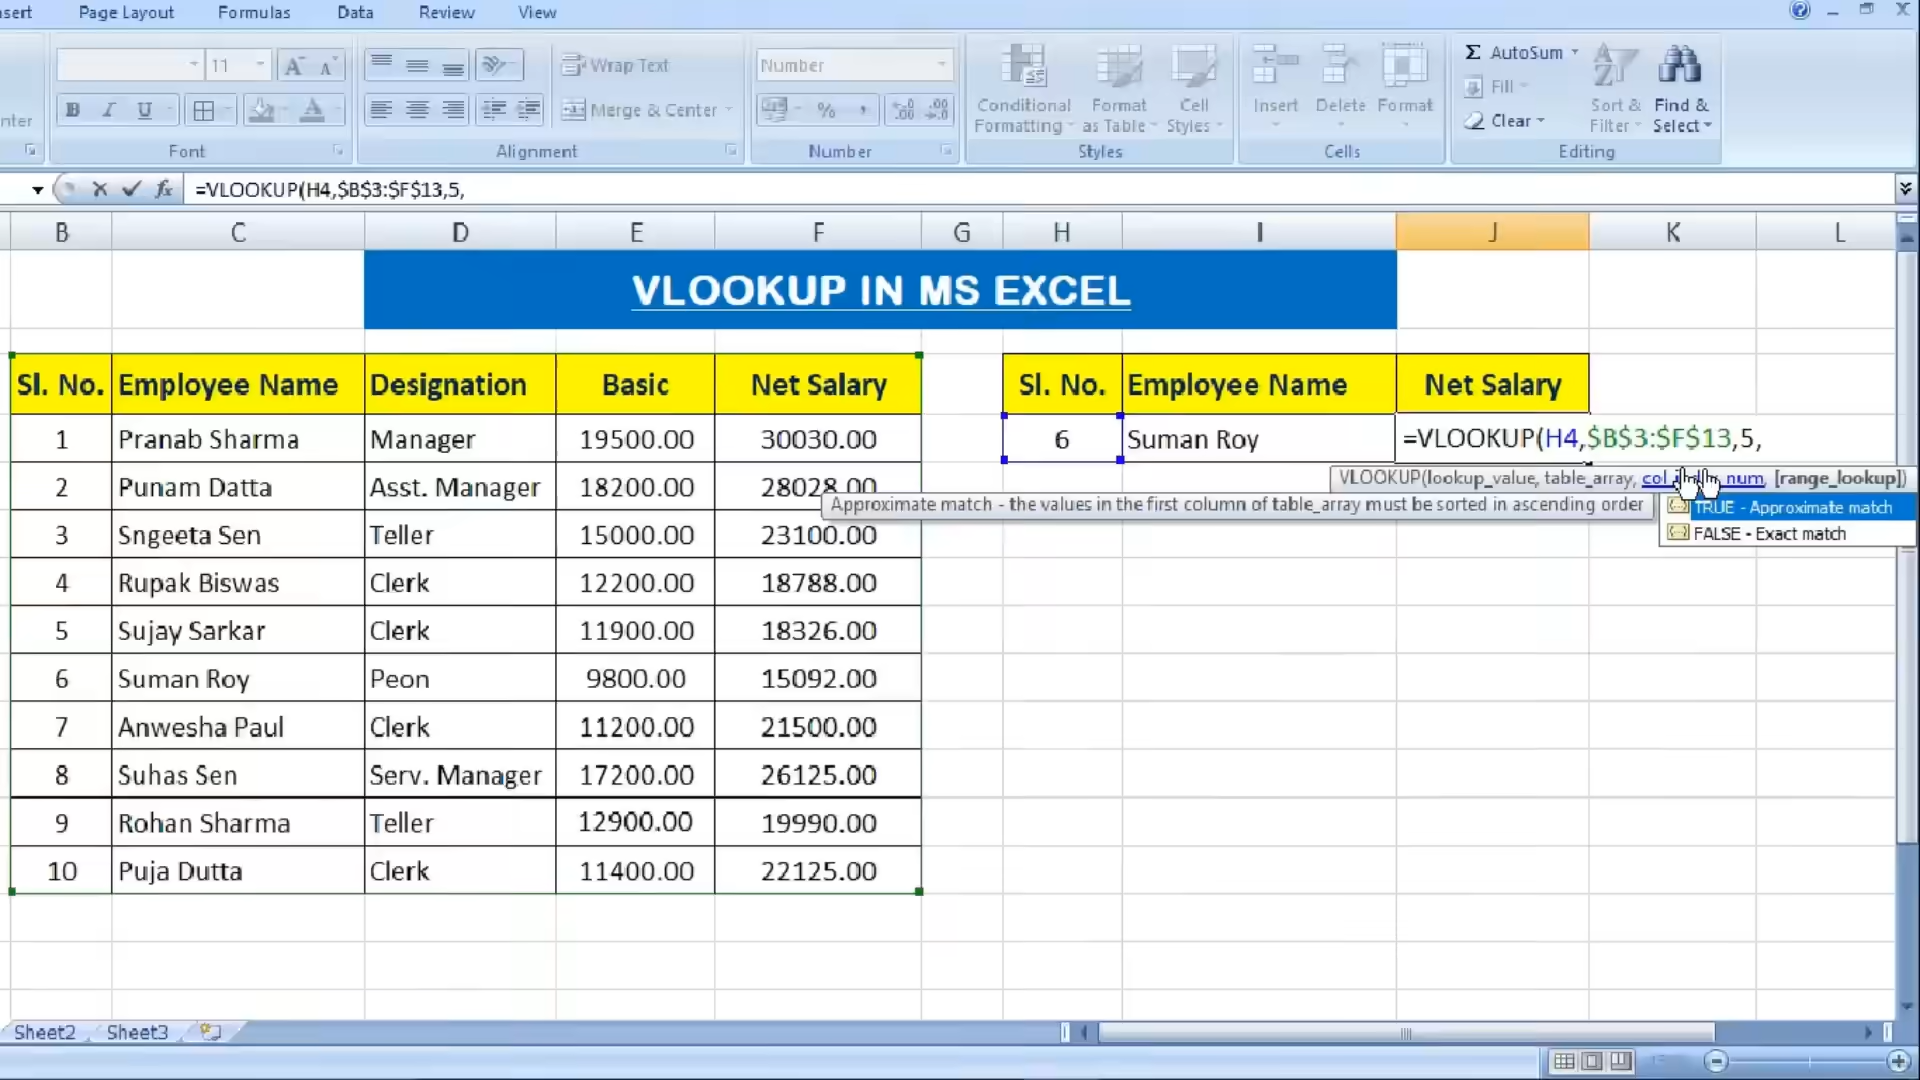 Page Layout Formulas Data Review View
11 A A Wrap Text Number AutoSum
Fill
B I U A Merge & Center % , Conditional Formatting Format as Table Cell Styles Insert Delete Format Clear Sort & Filter Find & Select
Font Alignment Number Styles Cells Editing
fx =VLOOKUP(H4,$B$3:$F$13,5,
B C D E F G H I J K L
VLOOKUP IN MS EXCEL
Sl. No. Employee Name Designation Basic Net Salary Sl. No. Employee Name Net Salary
1 Pranab Sharma Manager 19500.00 30030.00 6 Suman Roy =VLOOKUP(H4,$B$3:$F$13,5,
VLOOKUP(lookup_value, table_array, col_index_num, [range_lookup])
2 Punam Datta Asst. Manager 18200.00 28028.00
Approximate match - the values in the first column of table_array must be sorted in ascending order
TRUE - Approximate match
FALSE - Exact match
3 Sngeeta Sen Teller 15000.00 23100.00
4 Rupak Biswas Clerk 12200.00 18788.00
5 Sujay Sarkar Clerk 11900.00 18326.00
6 Suman Roy Peon 9800.00 15092.00
7 Anwesha Paul Clerk 11200.00 21500.00
8 Suhas Sen Serv. Manager 17200.00 26125.00
9 Rohan Sharma Teller 12900.00 19990.00
10 Puja Dutta Clerk 11400.00 22125.00
Sheet2 Sheet3